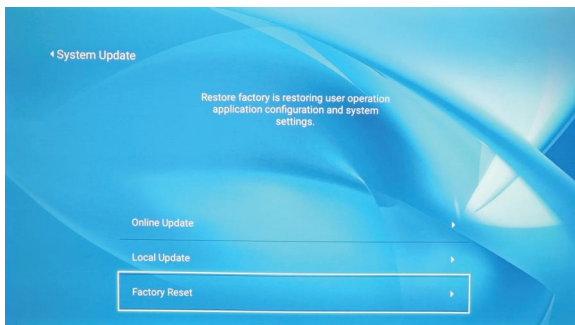 System Update
Restore factory is restoring user operation
application configuration and system
settings.
Online Update
Local Update
Factory Reset